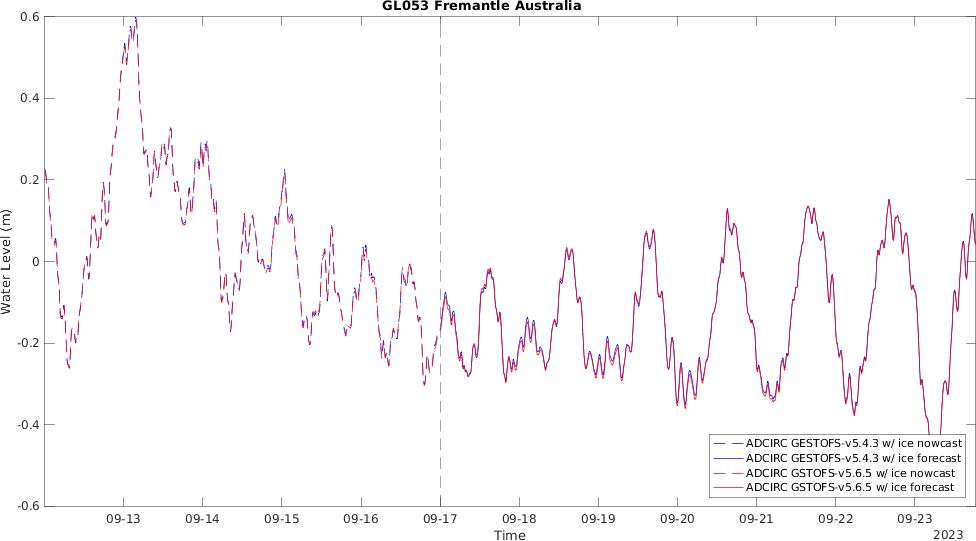 GL053 Fremantle Australia
0.6
0.4
0.2
0
-0.2
-0.4
-0.6
Water Level (m)
ADCIRC GESTOFS-v5.4.3 w/ ice nowcast
ADCIRC GESTOFS-v5.4.3 w/ ice forecast
ADCIRC GSTOFS-v5.6.5 w/ ice nowcast
ADCIRC GSTOFS-v5.6.5 w/ ice forecast
09-13 09-14 09-15 09-16 09-17 09-18 09-19 09-20 09-21 09-22 09-23
Time
2023